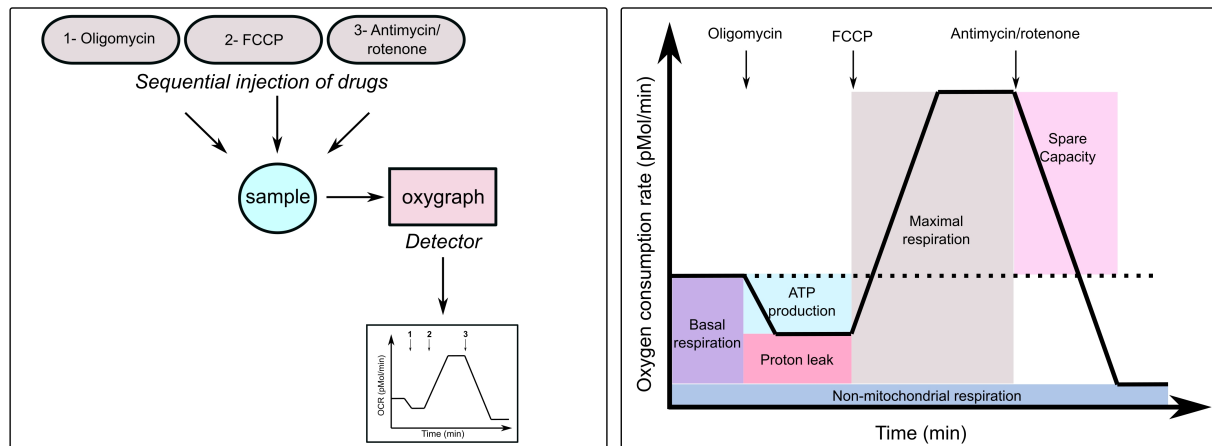 1- Oligomycin
2- FCCP
3- Antimycin/
rotenone
Sequential injection of drugs
sample
oxygraph
Detector
OCR (pMol/min)
1
2
3
Time (min)
Oxygen consumption rate (pMol/min)
Oligomycin
FCCP
Antimycin/rotenone
Spare
Capacity
Maximal
respiration
ATP
production
Basal
respiration
Proton leak
Non-mitochondrial respiration
Time (min)